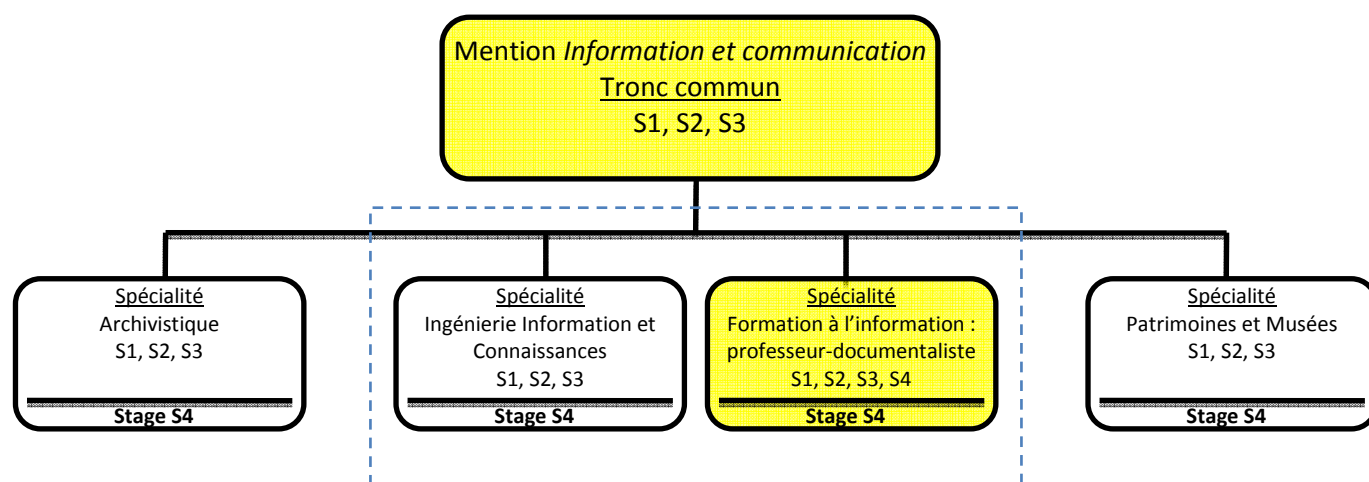 Mention Information et communication
Tronc commun
S1, S2, S3
Spécialité
Archivistique
S1, S2, S3
Stage S4
Spécialité
Ingénierie Information et
Connaissances
S1, S2, S3
Stage S4
Spécialité
Formation à l’information :
professeur-documentaliste
S1, S2, S3, S4
Stage S4
Spécialité
Patrimoines et Musées
S1, S2, S3
Stage S4